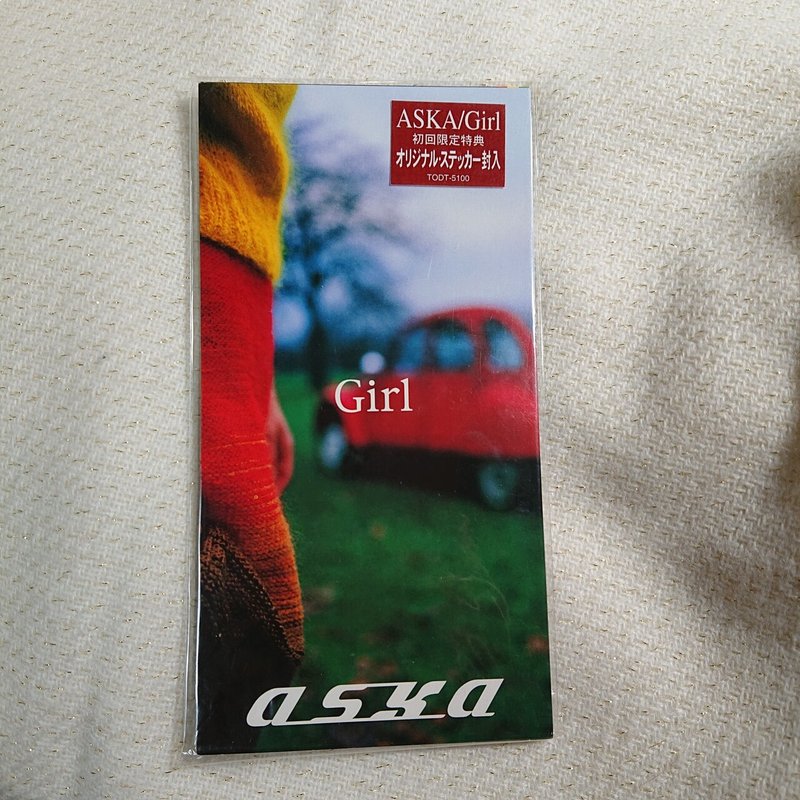 ASKA/Girl
初回限定特典
オリジナル・ステッカー封入
TODT-5100
Girl
aska